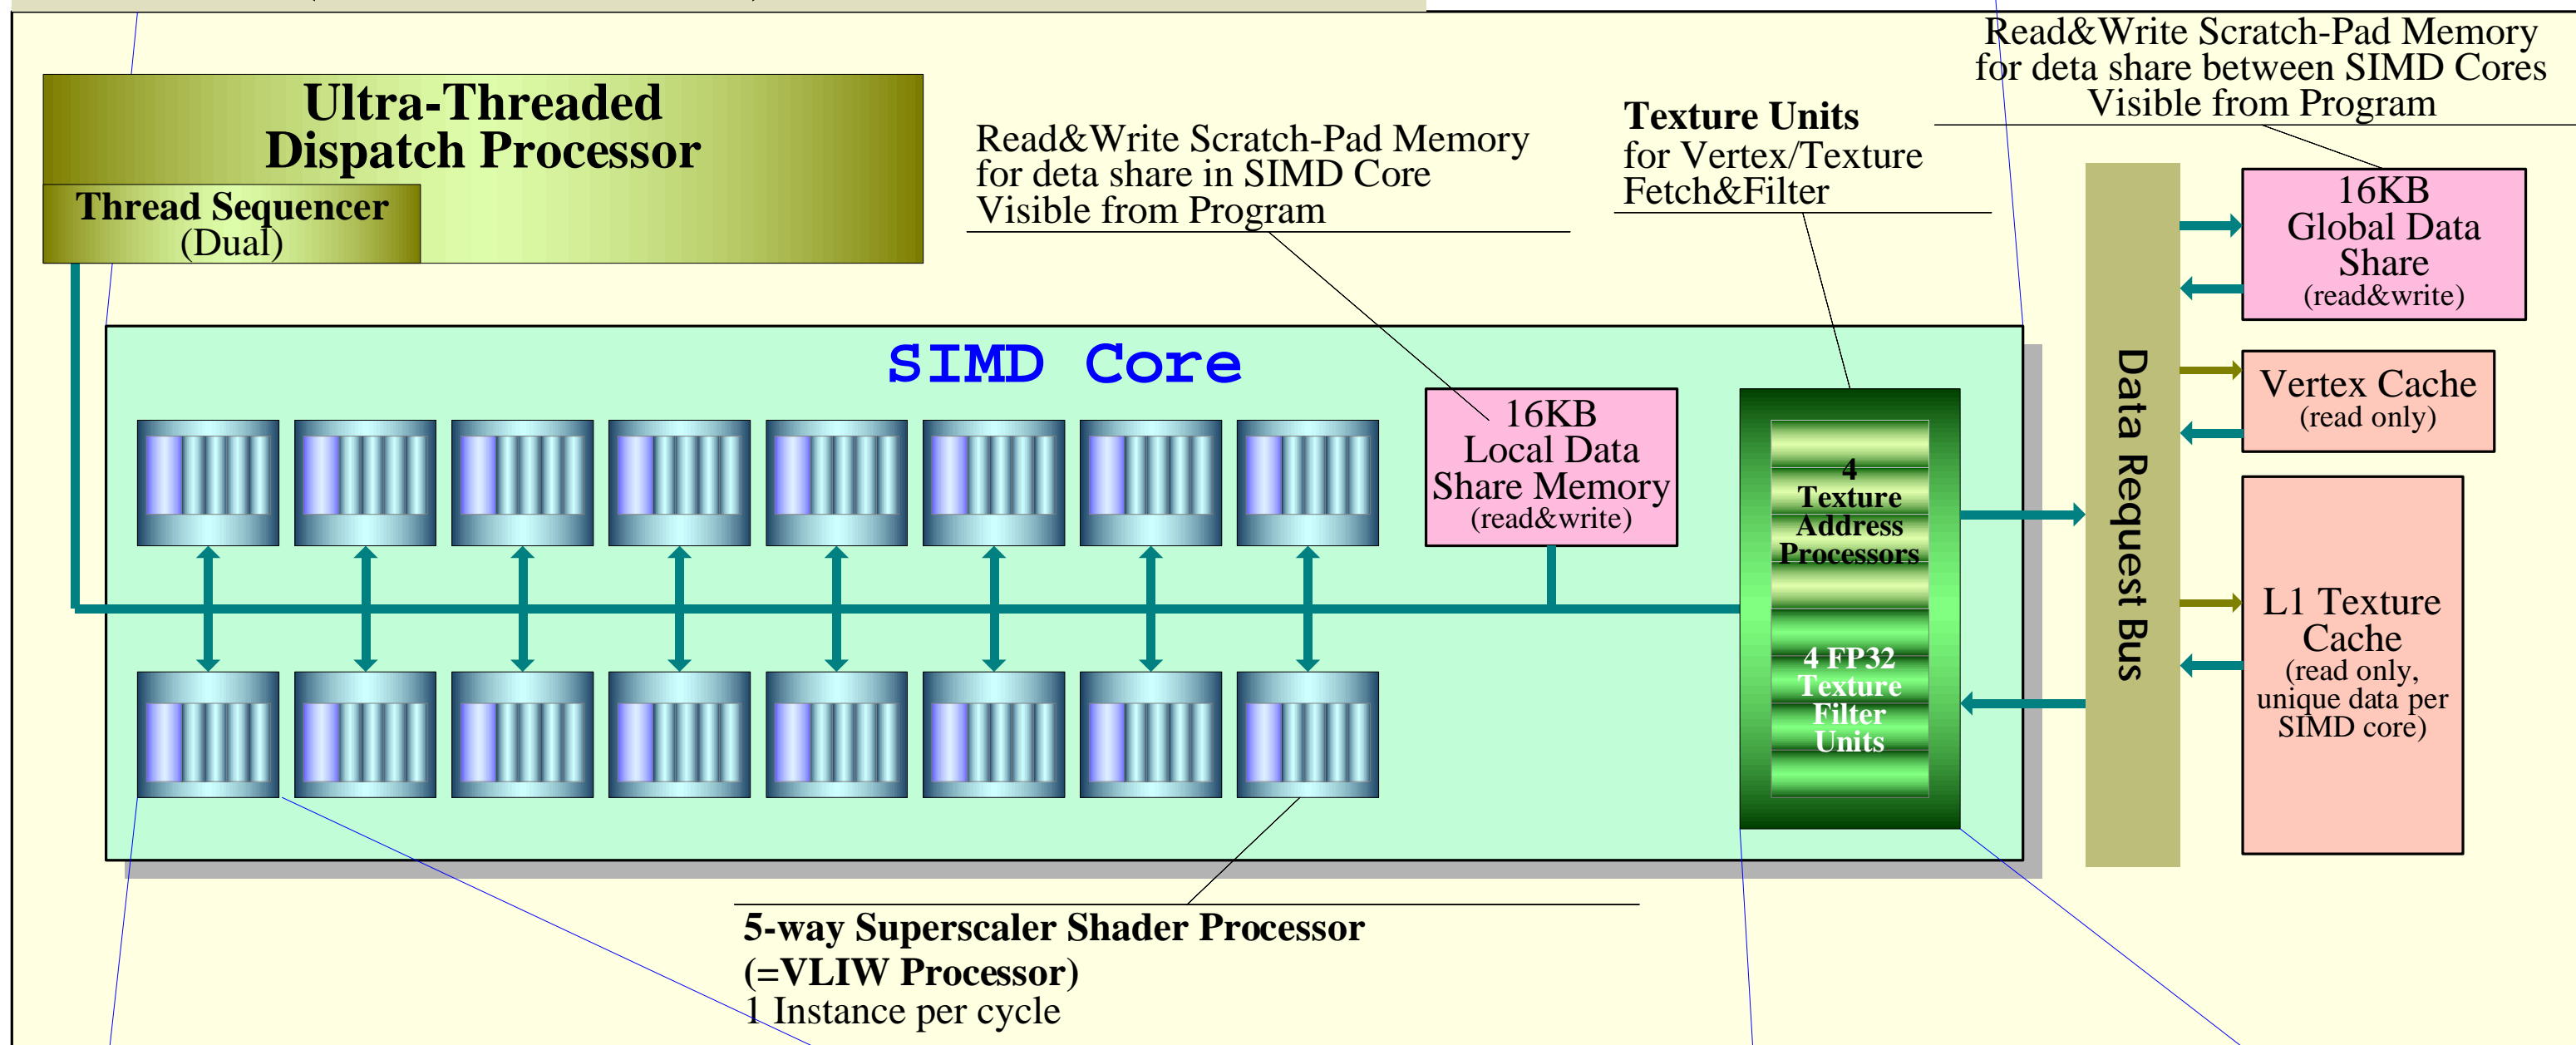 Read&Write Scratch-Pad Memory
for deta share between SIMD Cores
Visible from Program
Ultra-Threaded
Dispatch Processor
Thread Sequencer
(Dual)
Read&Write Scratch-Pad Memory
for deta share in SIMD Core
Visible from Program
Texture Units
for Vertex/Texture
Fetch&Filter
16KB
Global Data
Share
(read&write)
SIMD Core
16KB
Local Data
Share Memory
(read&write)
4
Texture
Address
Processors
4 FP32
Texture
Filter
Units
Data Request Bus
Vertex Cache
(read only)
L1 Texture
Cache
(read only,
unique data per
SIMD core)
5-way Superscaler Shader Processor
(=VLIW Processor)
1 Instance per cycle